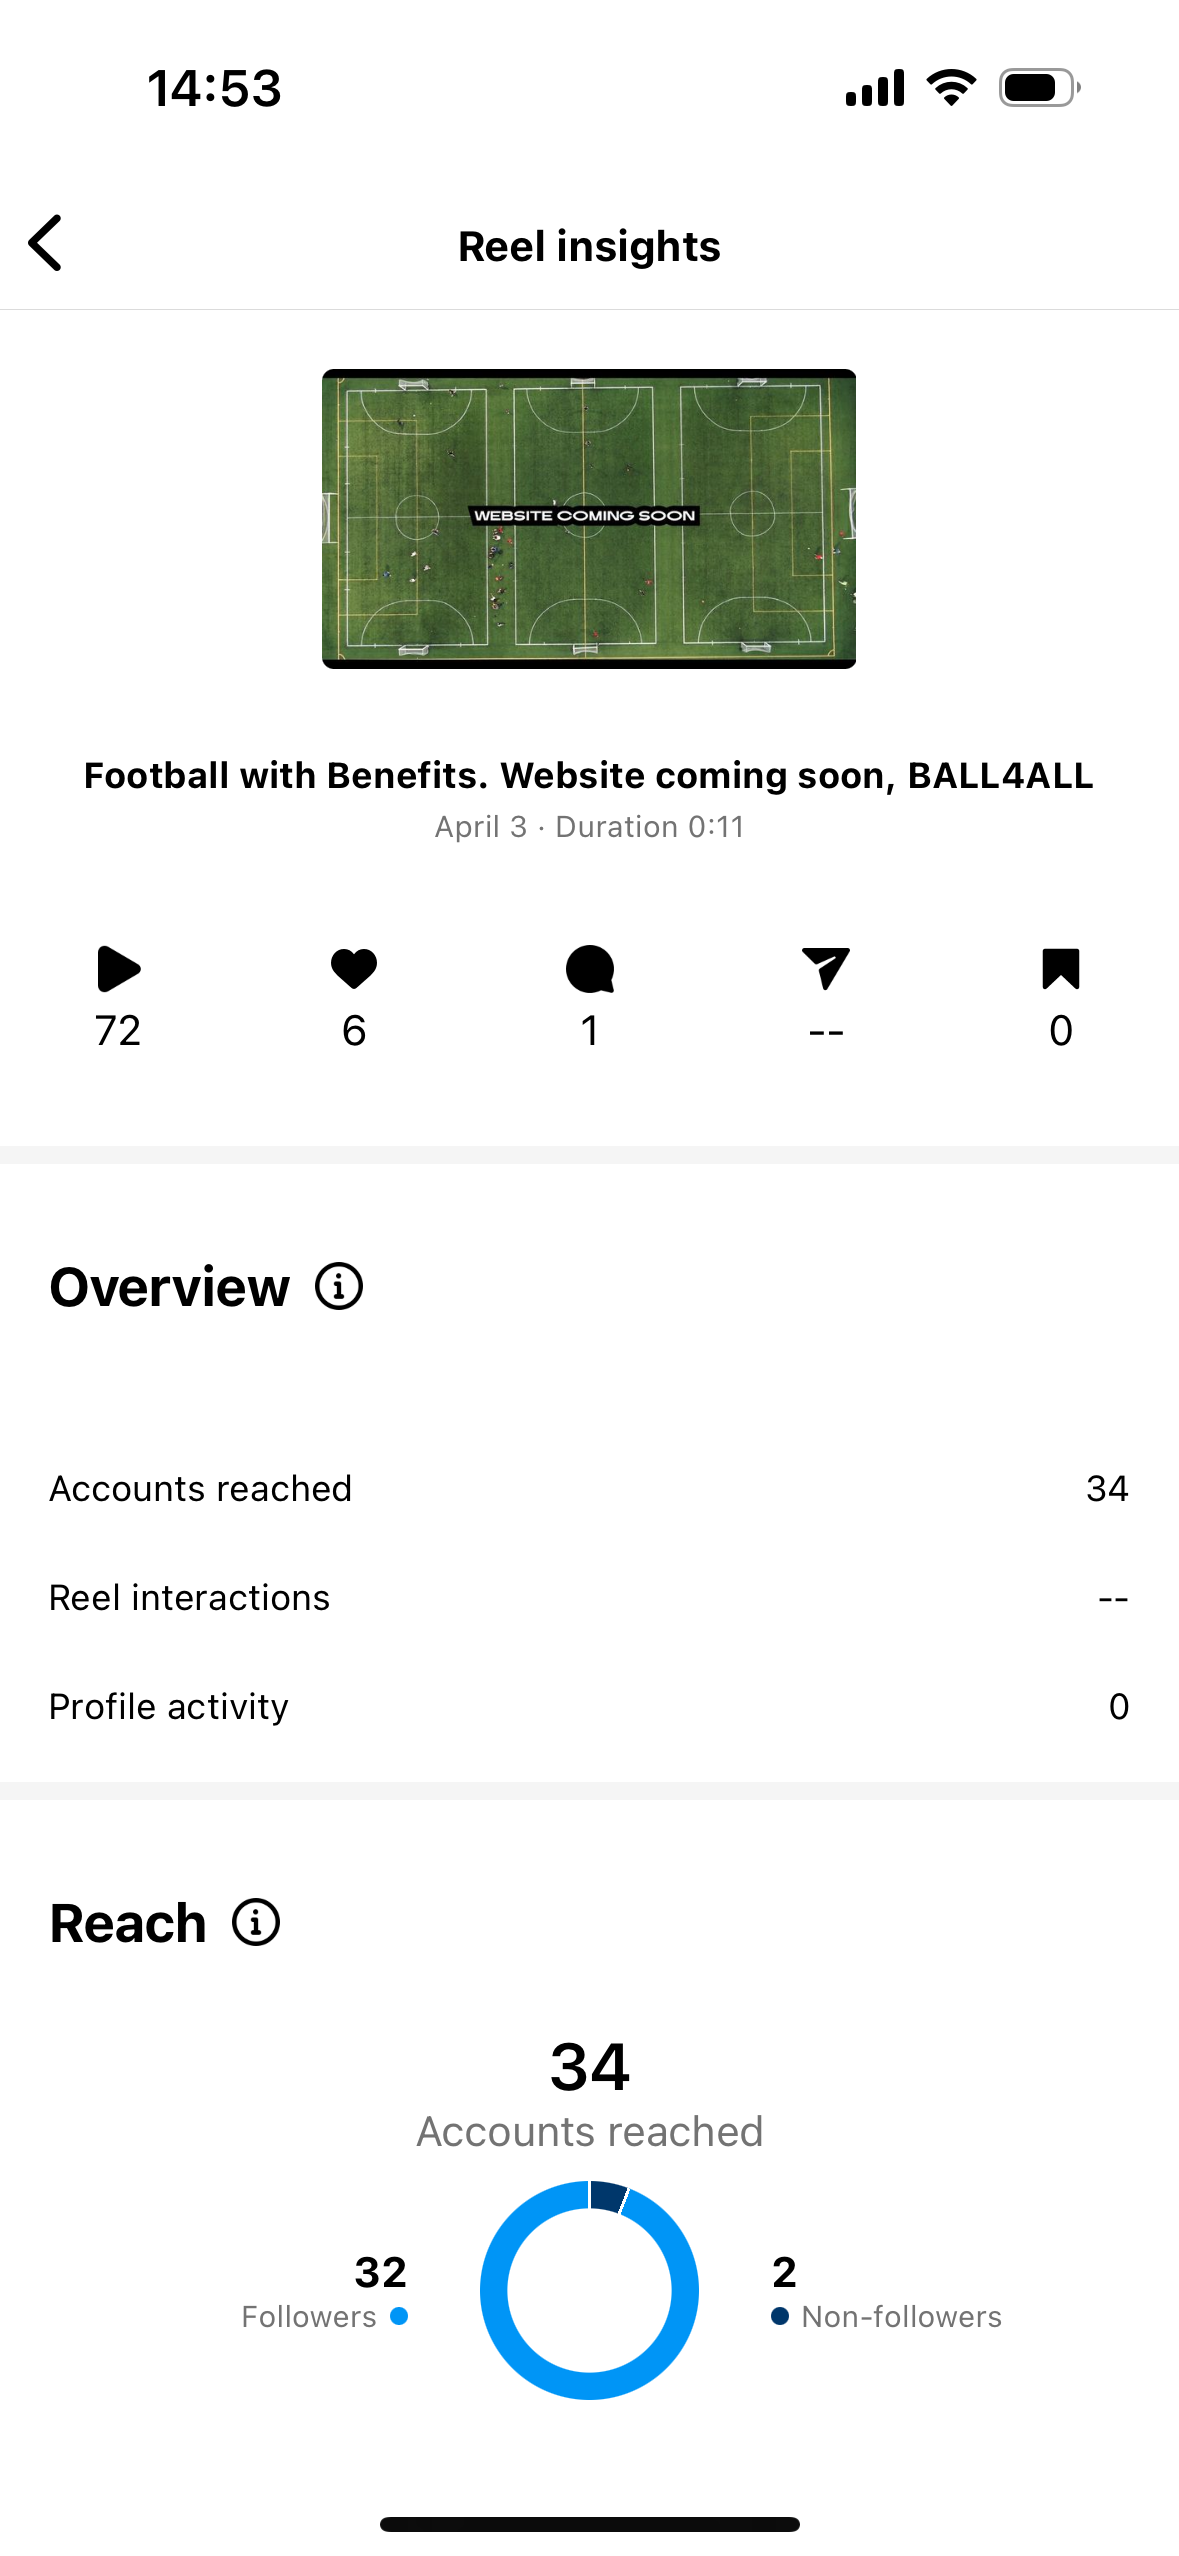 14:53
Reel insights
WEBSITE COMING SOON
Football with Benefits. Website coming soon, BALL4ALL
April 3 · Duration 0:11
72 6 1 -- 0
Overview
Accounts reached 34
Reel interactions --
Profile activity 0
Reach
34
Accounts reached
32 2
Followers Non-followers